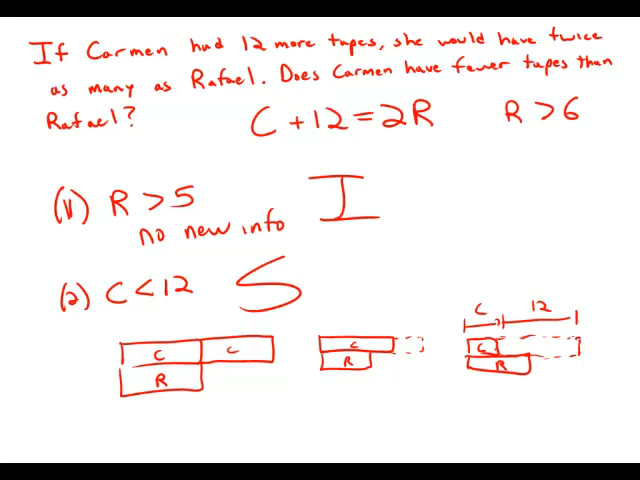 If Carmen had 12 more tapes, she would have twice
as many as Rafael. Does Carmen have fewer tapes than
Rafael?
C + 12 = 2R R > 6
(1) R > 5 I
no new info
(2) C < 12 S
C 12
C C C C
R R R